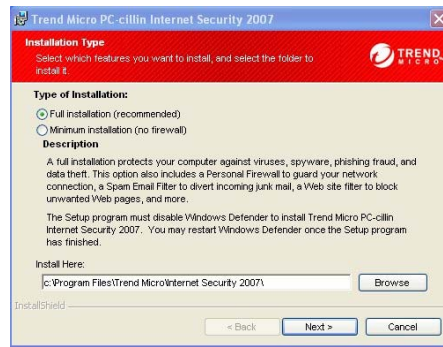 Trend Micro PC-cillin Internet Security 2007
Installation Type
Select which features you want to install, and select the folder to
install it.
TREND
MICRO
Type of Installation:
Full installation (recommended)
Minimum installation (no firewall)
Description
A full installation protects your computer against viruses, spyware, phishing fraud, and
data theft. This option also includes a Personal Firewall to guard your network
connection, a Spam Email Filter to divert incoming junk mail, a Web site filter to block
unwanted Web pages, and more.
The Setup program must disable Windows Defender to install Trend Micro PC-cillin
Internet Security 2007. You may restart Windows Defender once the Setup program
has finished.
Install Here:
c:\Program Files\Trend Micro\Internet Security 2007\
Browse
InstallShield
< Back
Next >
Cancel